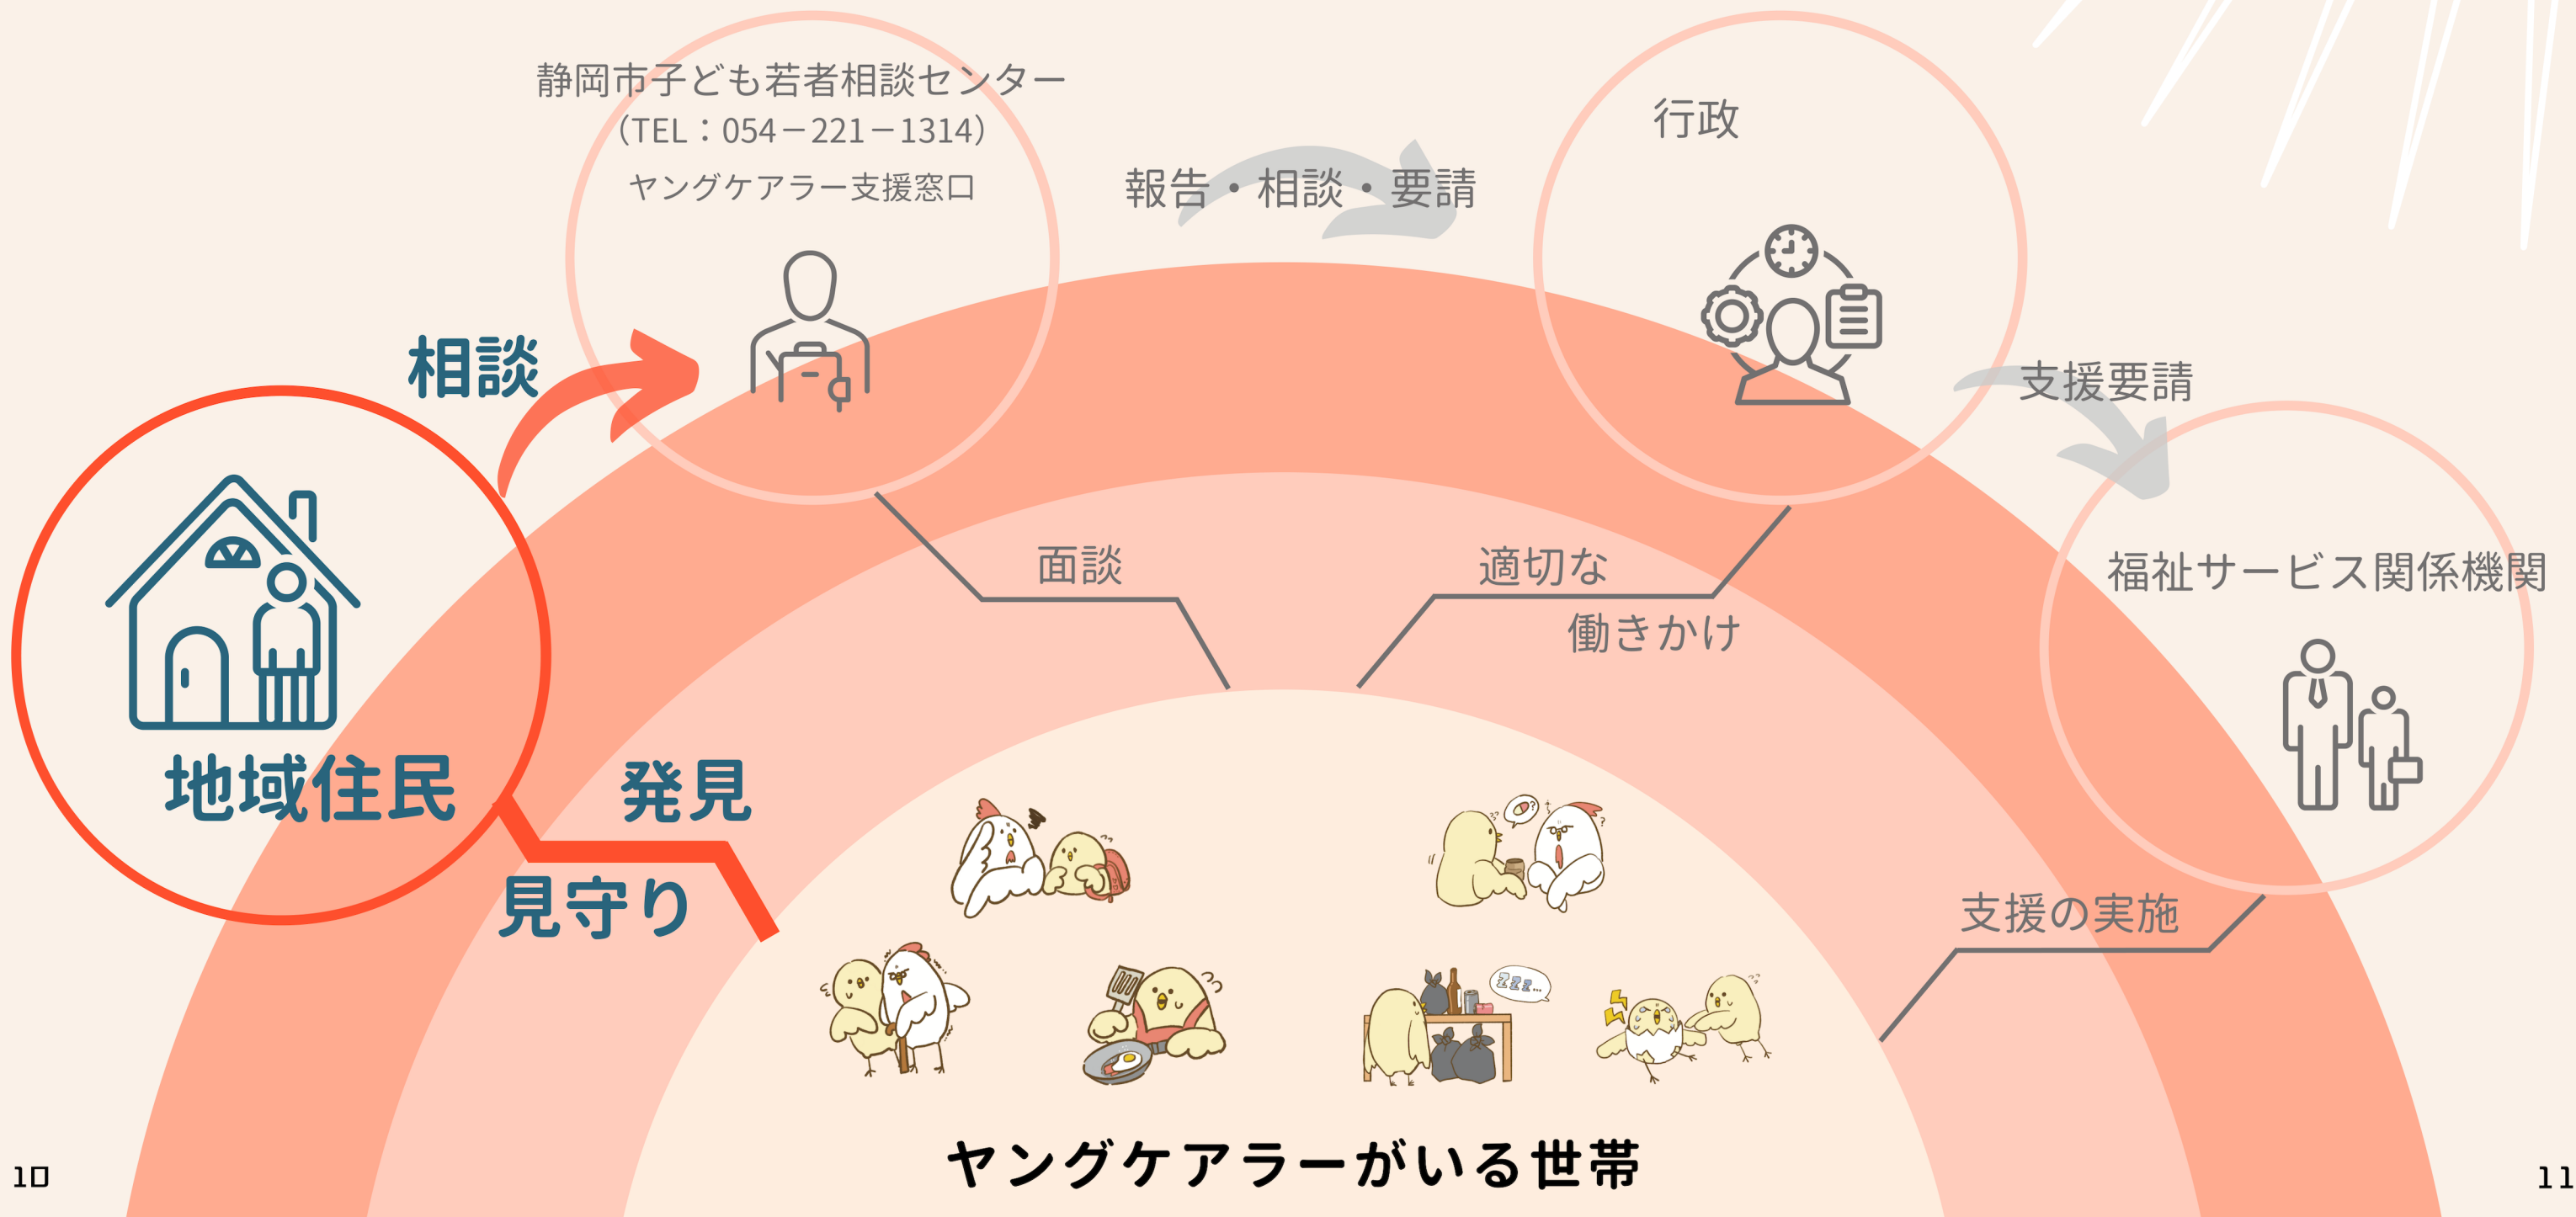 静岡市子ども若者相談センター
（TEL：054－221－1314）
ヤングケアラー支援窓口
行政
報告・相談・要請
相談
支援要請
面談
適切な
働きかけ
福祉サービス関係機関
地域住民
発見
見守り
支援の実施
?
?
zzz...
ヤングケアラーがいる世帯
10
11